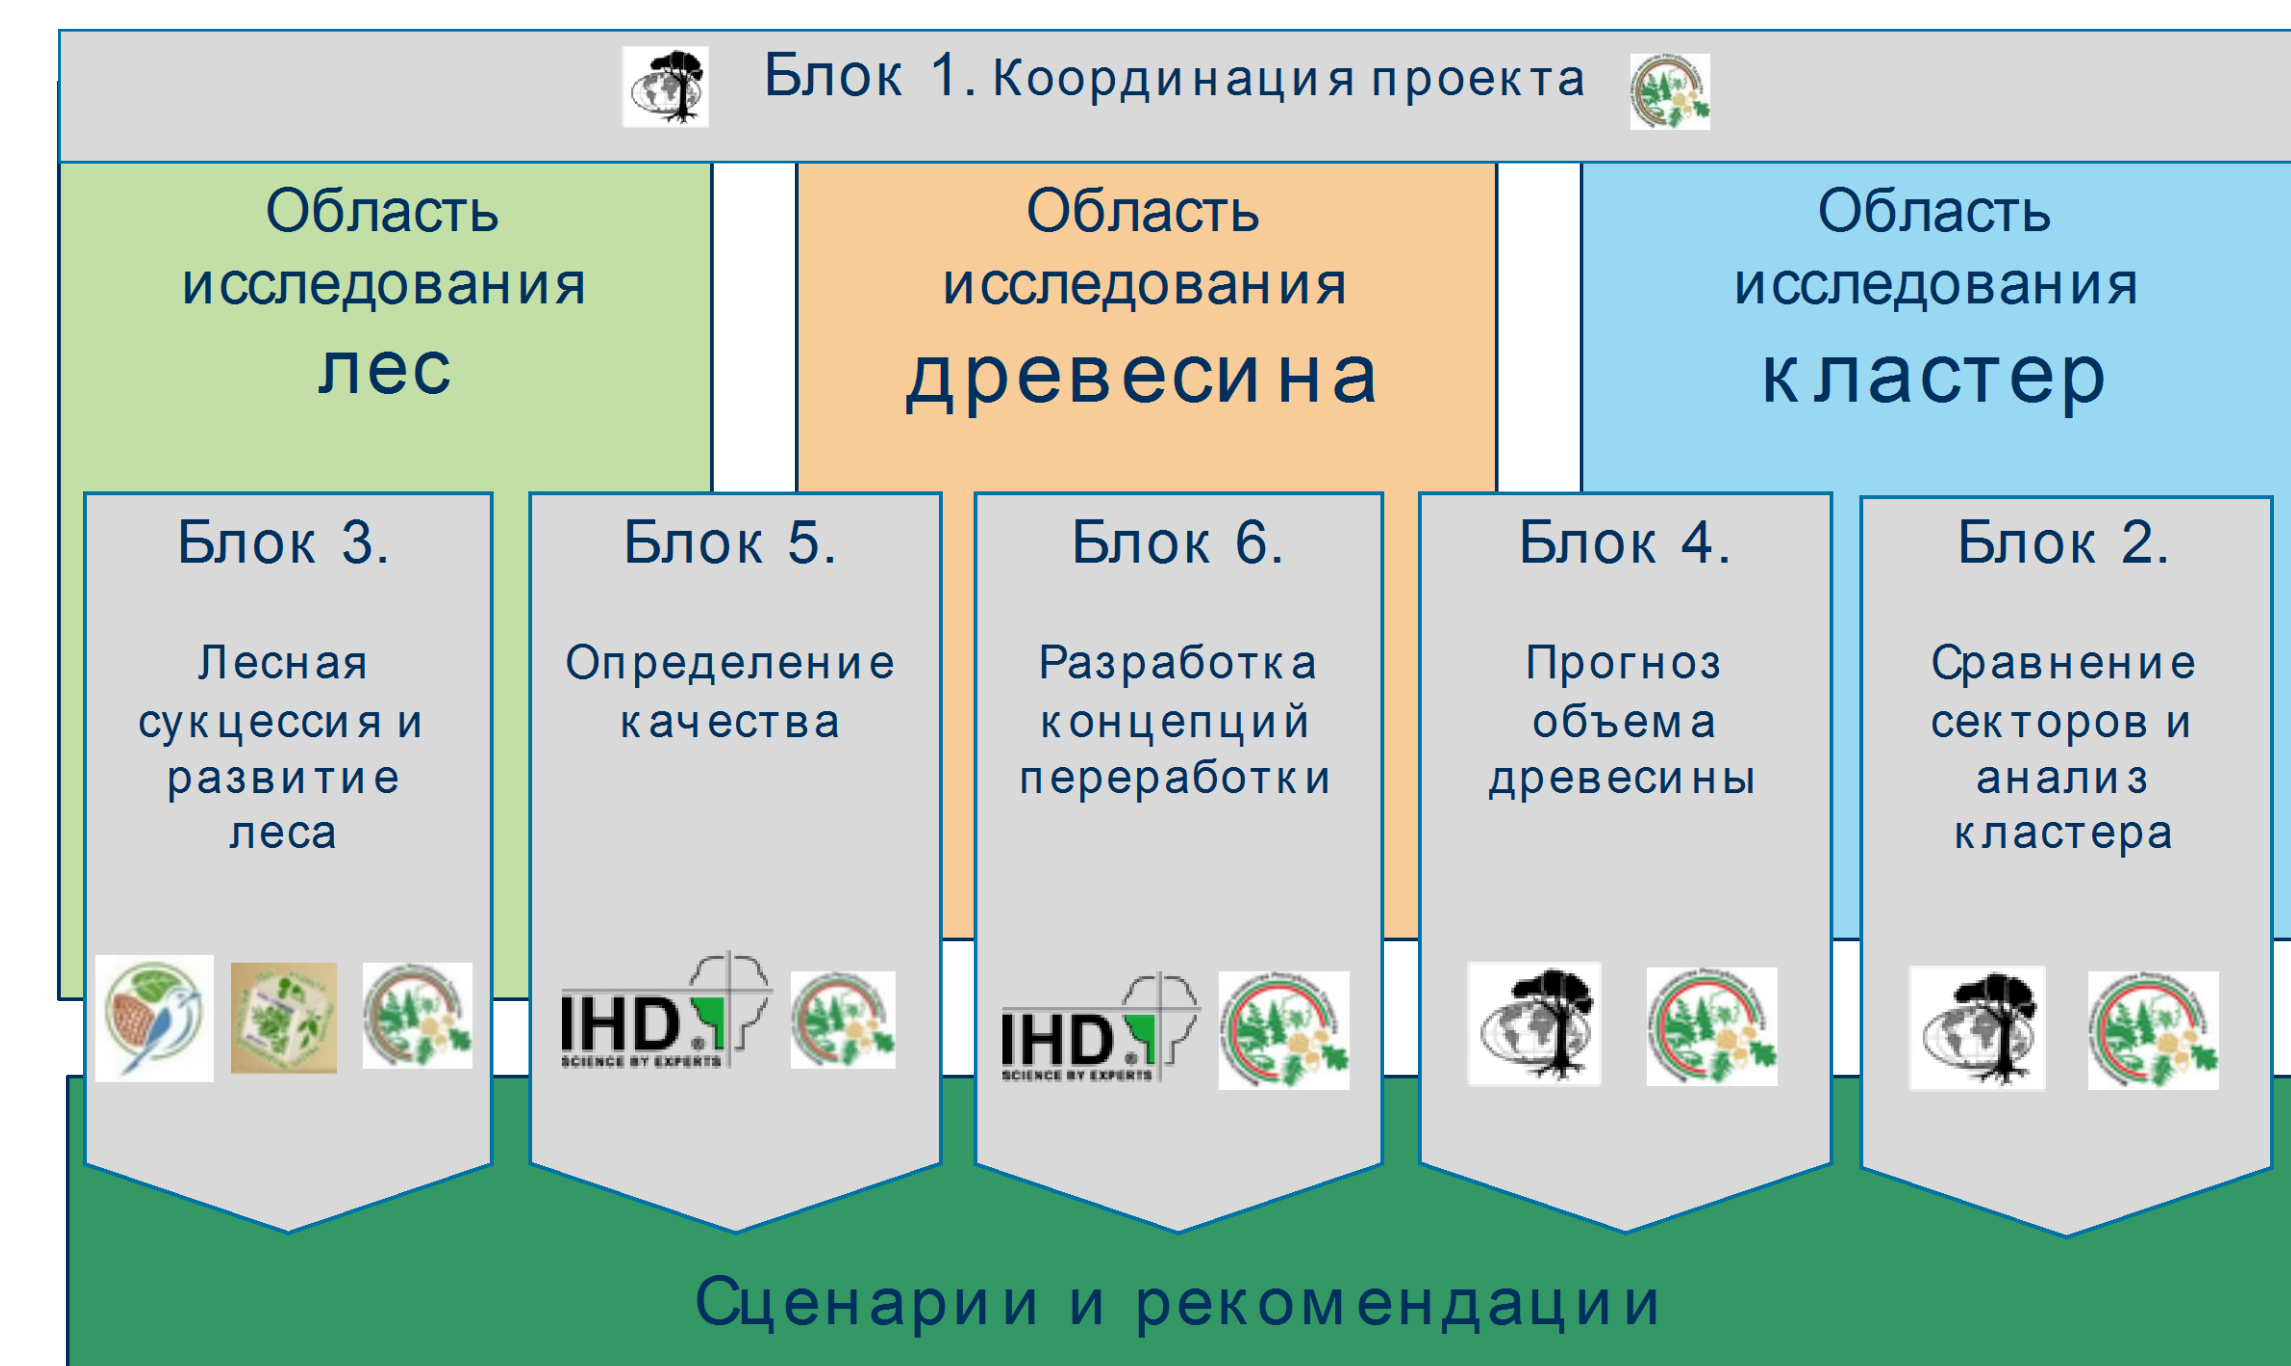 Блок 1. Координация проекта
Область
исследования
лес
Область
исследования
древесина
Область
исследования
кластер
Блок 3.
Лесная
сукцессия и
развитие
леса
Блок 5.
Определение
качества
Блок 6.
Разработка
концепций
переработки
Блок 4.
Прогноз
объема
древесины
Блок 2.
Сравнение
секторов и
анализ
кластера
IHD
SCIENCE BY EXPERTS
IHD
SCIENCE BY EXPERTS
Сценарии и рекомендации